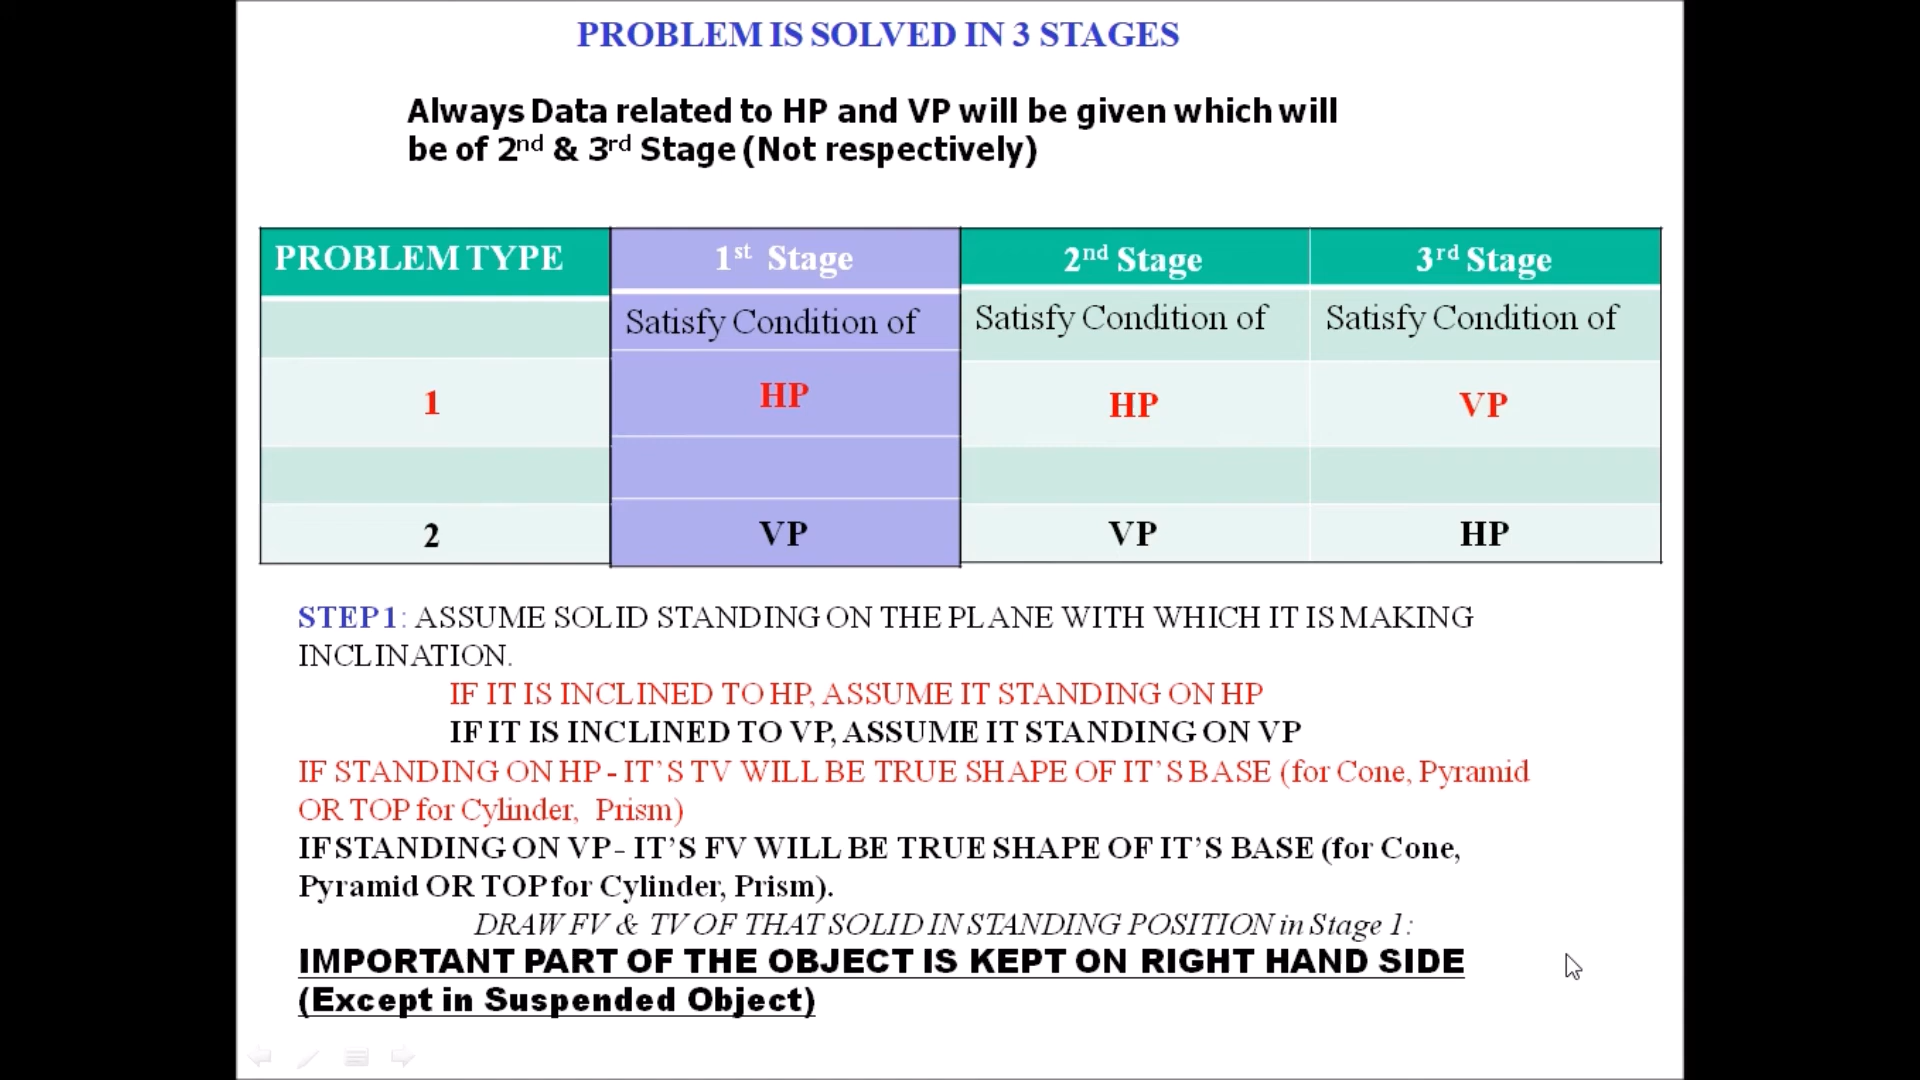 PROBLEM IS SOLVED IN 3 STAGES
Always Data related to HP and VP will be given which will
be of 2nd & 3rd Stage (Not respectively)
PROBLEM TYPE 1st Stage 2nd Stage 3rd Stage
Satisfy Condition of Satisfy Condition of Satisfy Condition of
1 HP HP VP
2 VP VP HP
STEP 1: ASSUME SOLID STANDING ON THE PLANE WITH WHICH IT IS MAKING
INCLINATION.
IF IT IS INCLINED TO HP, ASSUME IT STANDING ON HP
IF IT IS INCLINED TO VP, ASSUME IT STANDING ON VP
IF STANDING ON HP - IT'S TV WILL BE TRUE SHAPE OF IT'S BASE (for Cone, Pyramid
OR TOP for Cylinder, Prism)
IF STANDING ON VP - IT'S FV WILL BE TRUE SHAPE OF IT'S BASE (for Cone,
Pyramid OR TOP for Cylinder, Prism).
DRAW FV & TV OF THAT SOLID IN STANDING POSITION in Stage 1:
IMPORTANT PART OF THE OBJECT IS KEPT ON RIGHT HAND SIDE
(Except in Suspended Object)